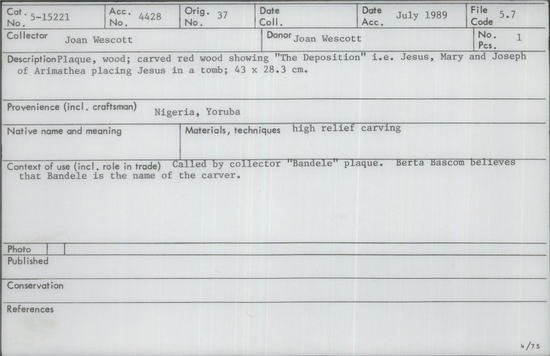 Cat. No. 5-15221 Acc. No. 4428 Orig. No. 37 Date Coll. Date Acc. July 1989 File Code 5.7
Collector Joan Wescott Donor Joan Wescott No. Pcs. 1
Description Plaque, wood; carved red wood showing "The Deposition" i.e. Jesus, Mary and Joseph
of Arimathea placing Jesus in a tomb; 43 x 28.3 cm.
Provenience (incl. craftsman) Nigeria, Yoruba
Native name and meaning Materials, techniques high relief carving
Context of use (incl. role in trade) Called by collector "Bandele" plaque. Berta Bascom believes
that Bandele is the name of the carver.
Photo
Published
Conservation
References
4/75